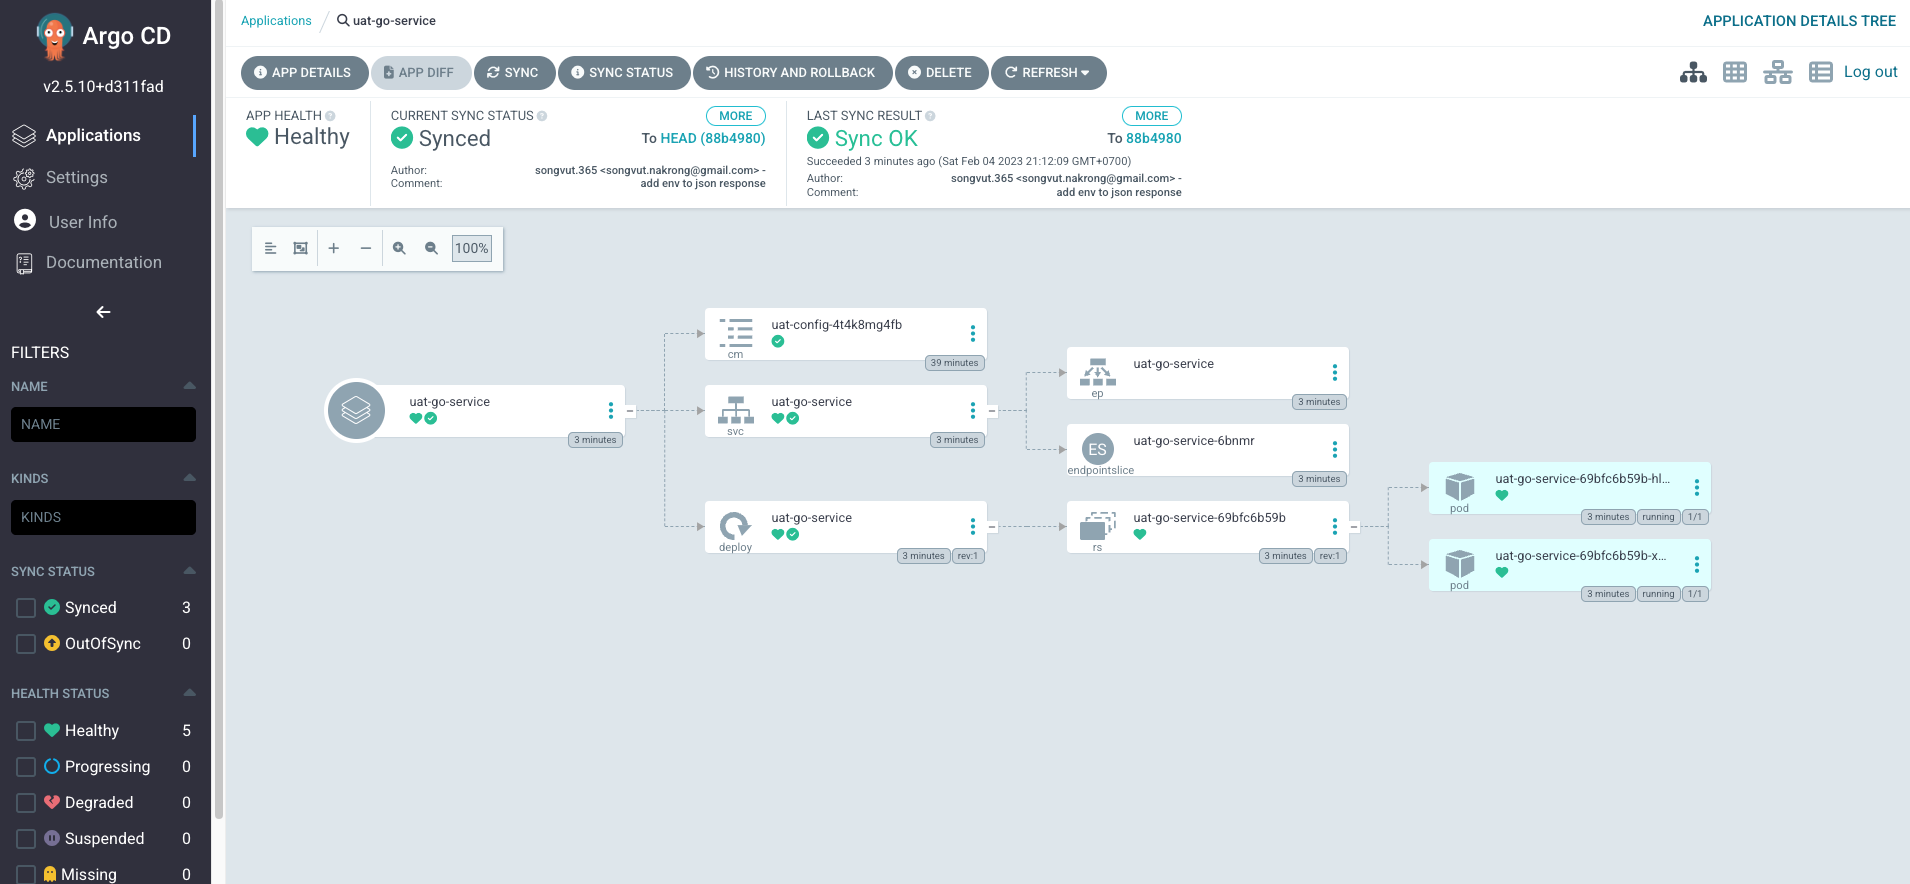 Argo CD
v2.5.10+d311fad
Applications
Settings
User Info
Documentation
FILTERS
NAME
NAME
KINDS
KINDS
SYNC STATUS
Synced 3
OutOfSync 0
HEALTH STATUS
Healthy 5
Progressing 0
Degraded 0
Suspended 0
Missing 0
Applications / uat-go-service
APPLICATION DETAILS TREE
APP DETAILS APP DIFF SYNC SYNC STATUS HISTORY AND ROLLBACK DELETE REFRESH
Log out
APP HEALTH
Healthy
CURRENT SYNC STATUS MORE
Synced To HEAD (88b4980)
Author: songvut.365 <songvut.nakrong@gmail.com> -
Comment: add env to json response
LAST SYNC RESULT MORE
Sync OK To 88b4980
Succeeded 3 minutes ago (Sat Feb 04 2023 21:12:09 GMT+0700)
Author: songvut.365 <songvut.nakrong@gmail.com> -
Comment: add env to json response
100%
uat-go-service
3 minutes
uat-config-4t4k8mg4fb
cm
39 minutes
uat-go-service
svc
3 minutes
uat-go-service
deploy
3 minutes rev:1
uat-go-service
ep
3 minutes
ES
uat-go-service-6bnmr
endpointslice
3 minutes
uat-go-service-69bfc6b59b
rs
3 minutes rev:1
uat-go-service-69bfc6b59b-hl...
pod
3 minutes running 1/1
uat-go-service-69bfc6b59b-x...
pod
3 minutes running 1/1